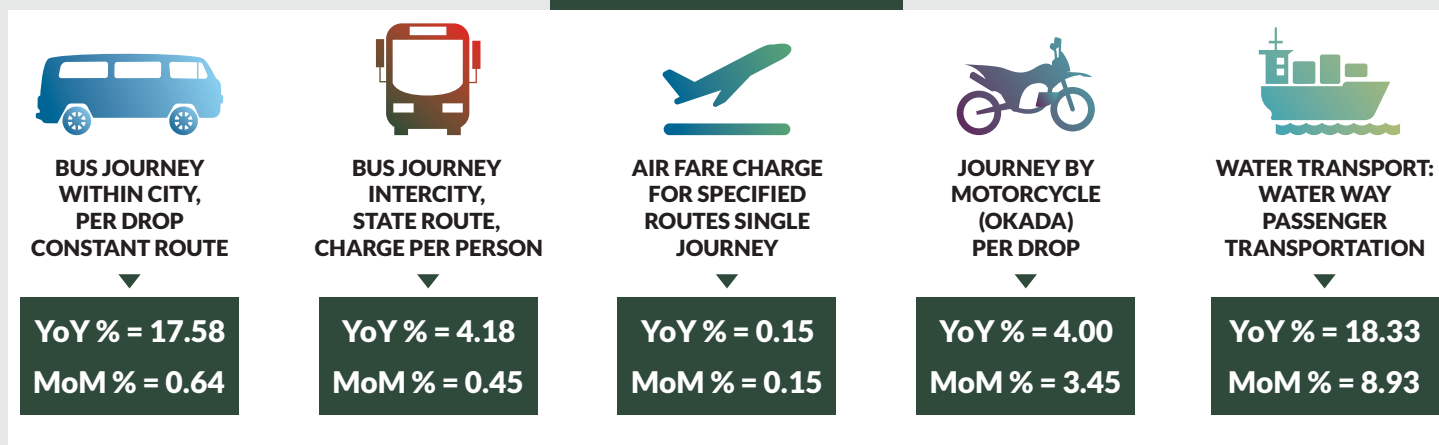 BUS JOURNEY
WITHIN CITY,
PER DROP
CONSTANT ROUTE
YoY % = 17.58
MoM % = 0.64
BUS JOURNEY
INTERCITY,
STATE ROUTE,
CHARGE PER PERSON
YoY % = 4.18
MoM % = 0.45
AIR FARE CHARGE
FOR SPECIFIED
ROUTES SINGLE
JOURNEY
YoY % = 0.15
MoM % = 0.15
JOURNEY BY
MOTORCYCLE
(OKADA)
PER DROP
YoY % = 4.00
MoM % = 3.45
WATER TRANSPORT:
WATER WAY
PASSENGER
TRANSPORTATION
YoY % = 18.33
MoM % = 8.93